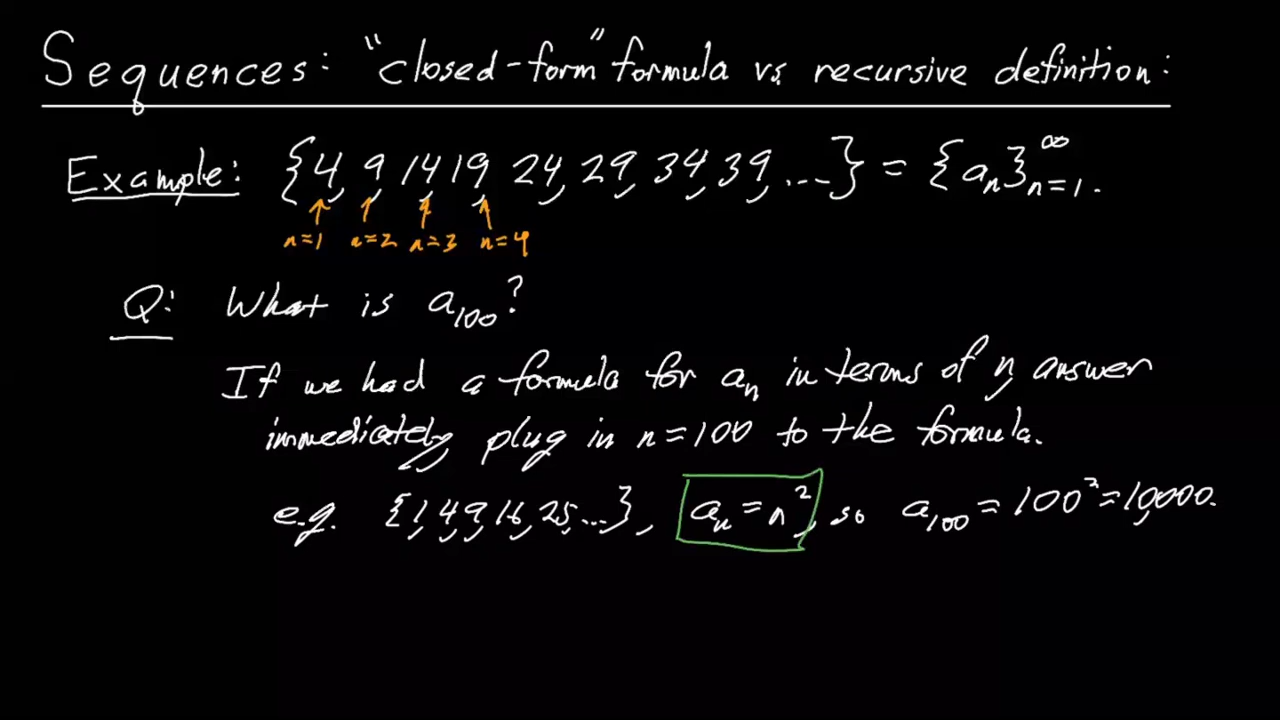 Sequences: "closed-form" formula vs recursive definition:
Example: {4, 9, 14, 19, 24, 29, 34, 39, ...} = {aₙ}ₙ₌₁^∞.
n=1 n=2 n=3 n=4
Q: What is a₁₀₀?
If we had a formula for aₙ in terms of n, answer
immediately, plug in n=100 to the formula.
e.g. {1, 4, 9, 16, 25, ...}, aₙ = n², so a₁₀₀ = 100² = 10,000.